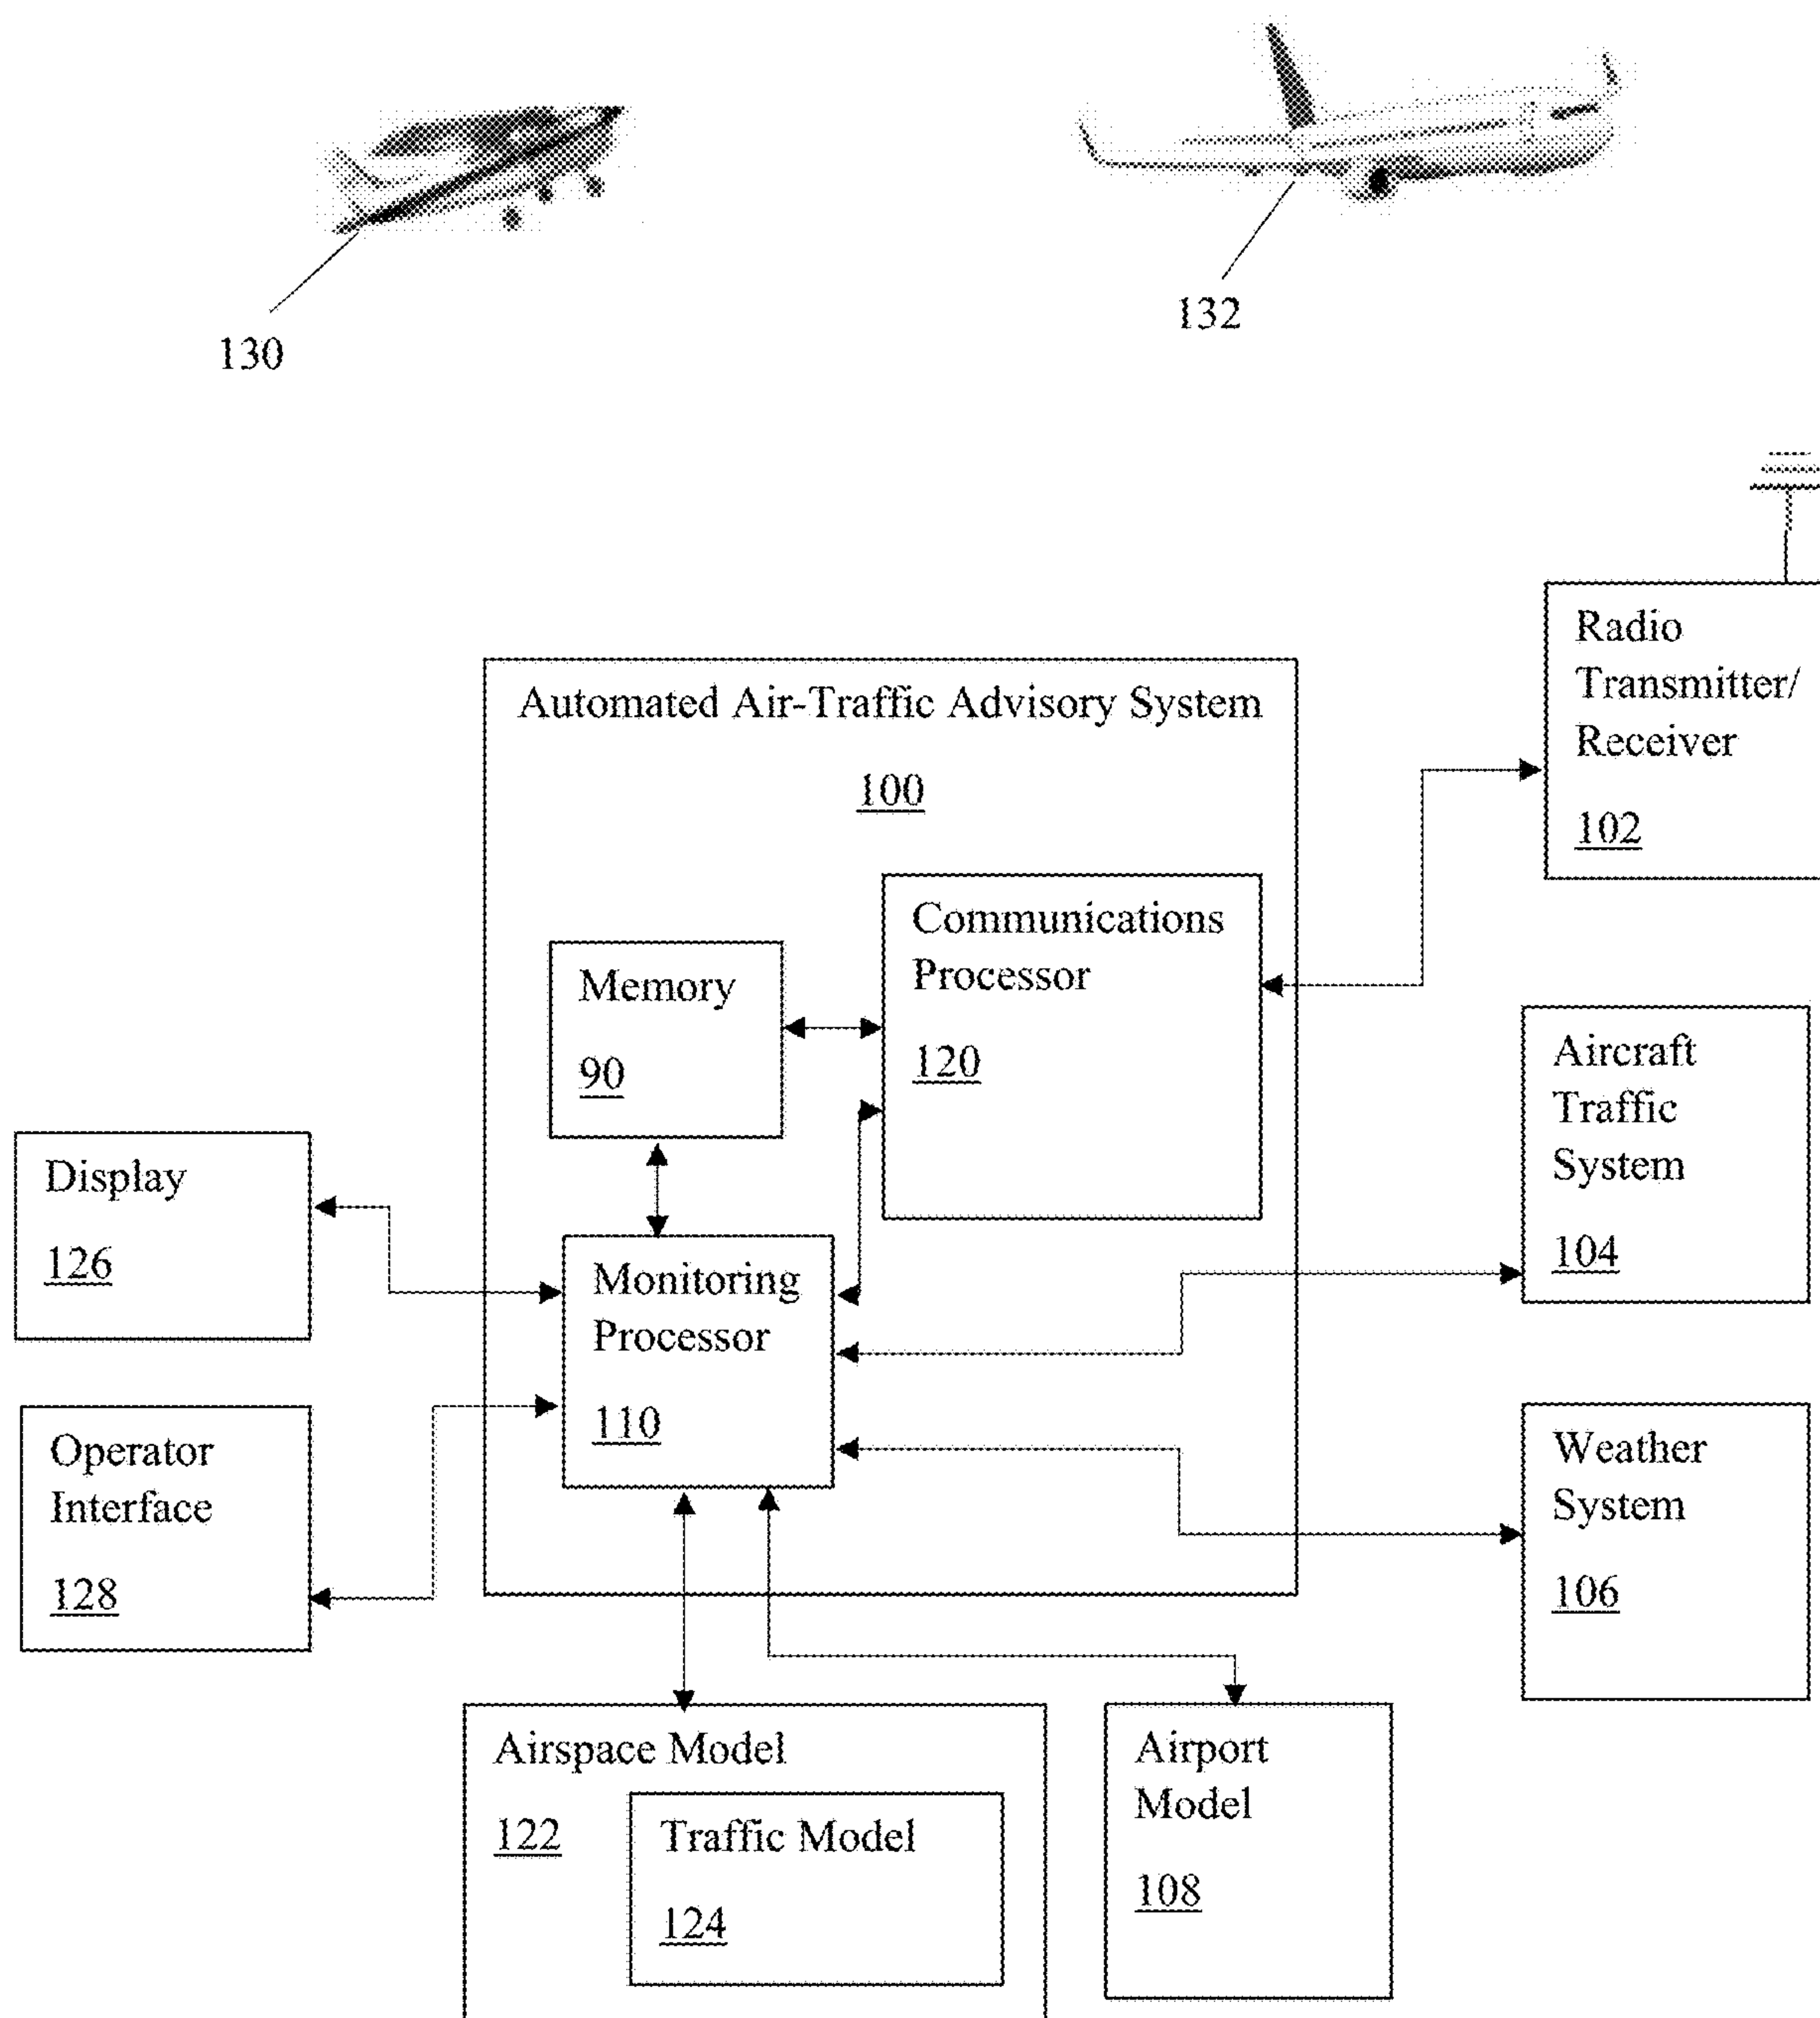 130
132
Radio
Transmitter/
Receiver
102
Automated Air-Traffic Advisory System
100
Communications
Processor
120
Memory
90
Aircraft
Traffic
System
104
Display
126
Monitoring
Processor
110
Operator
Interface
128
Weather
System
106
Airspace Model
122
Traffic Model
124
Airport
Model
108